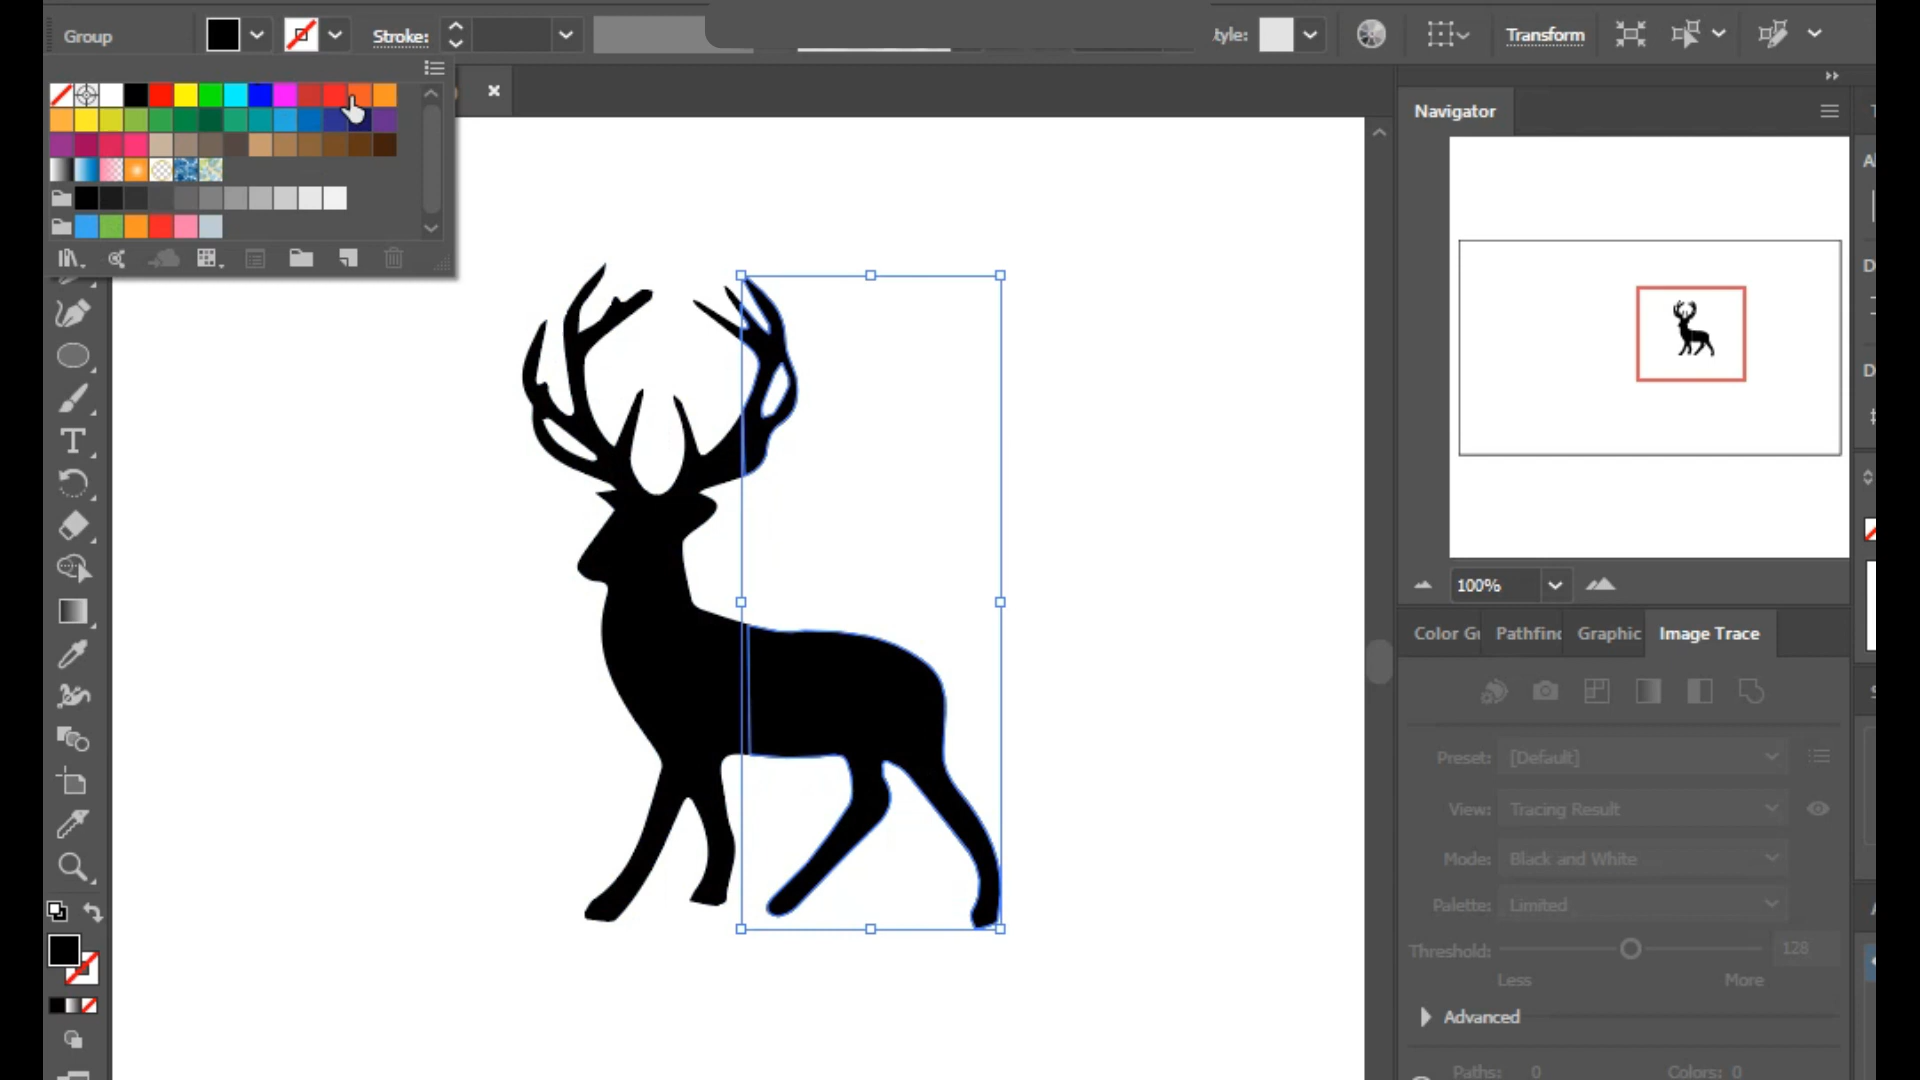 Group
Stroke:
tyle:
Transform
Navigator
100%
Color Gu
Pathfind
Graphic
Image Trace
Preset: [Default]
View: Tracing Result
Mode: Black and White
Palette: Limited
Threshold: 128
Less More
Advanced
Paths: 0 Colors: 0